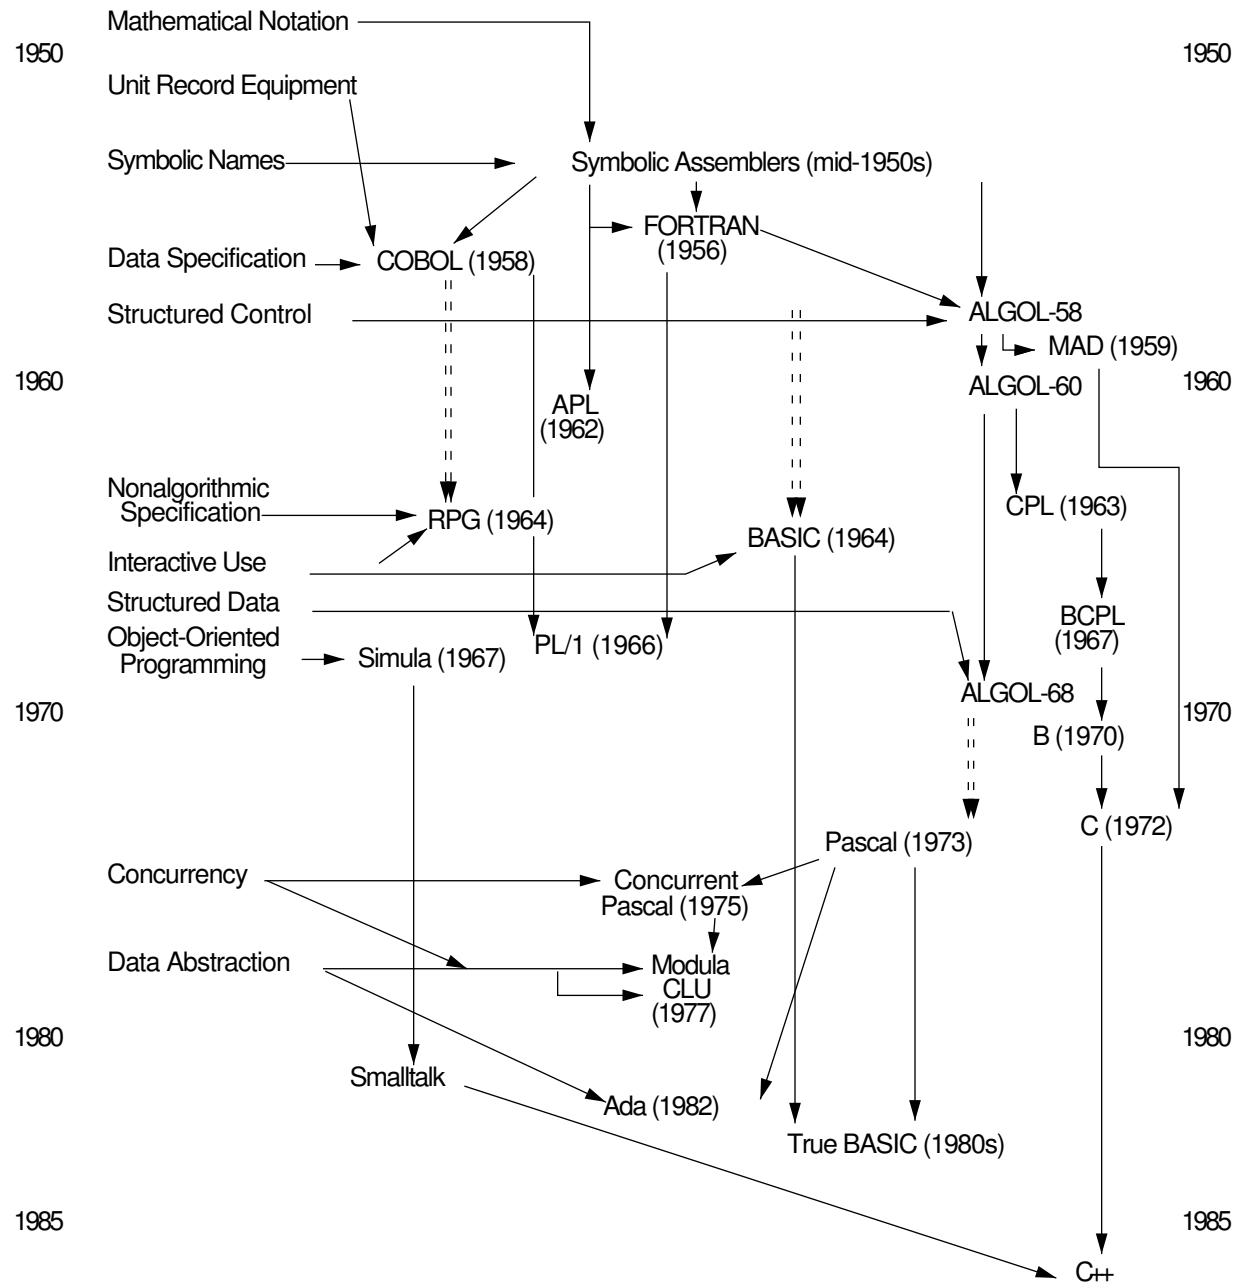 Mathematical Notation
1950
1950
Unit Record Equipment
Symbolic Names
Symbolic Assemblers (mid-1950s)
FORTRAN
(1956)
Data Specification
COBOL (1958)
Structured Control
ALGOL-58
MAD (1959)
1960
ALGOL-60
1960
APL
(1962)
Nonalgorithmic
Specification
RPG (1964)
CPL (1963)
BASIC (1964)
Interactive Use
Structured Data
BCPL
(1967)
Object-Oriented
Programming
Simula (1967)
PL/1 (1966)
ALGOL-68
1970
1970
B (1970)
C (1972)
Pascal (1973)
Concurrency
Concurrent
Pascal (1975)
Data Abstraction
Modula
CLU
(1977)
1980
1980
Smalltalk
Ada (1982)
True BASIC (1980s)
1985
1985
C++